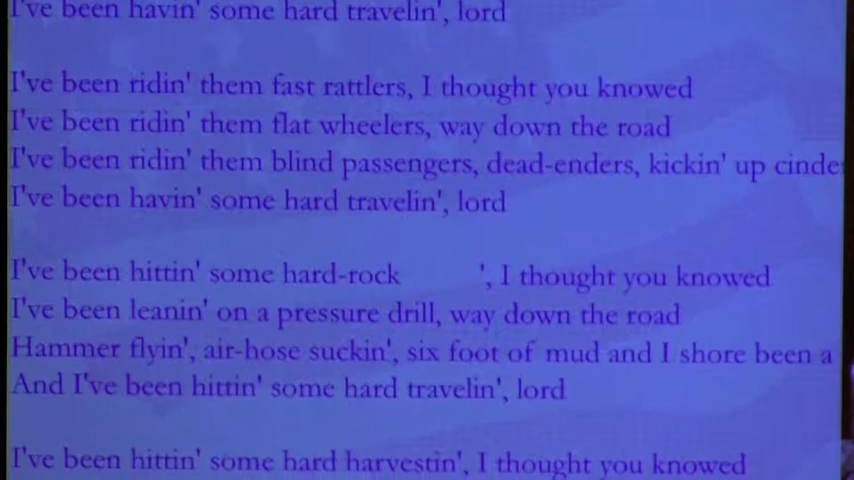 I've been havin' some hard travelin', lord
I've been ridin' them fast rattlers, I thought you knowed
I've been ridin' them flat wheelers, way down the road
I've been ridin' them blind passengers, dead-enders, kickin' up cinde
I've been havin' some hard travelin', lord
I've been hittin' some hard-rock ', I thought you knowed
I've been leanin' on a pressure drill, way down the road
Hammer flyin', air-hose suckin', six foot of mud and I shore been a
And I've been hittin' some hard travelin', lord
I've been hittin' some hard harvestin', I thought you knowed